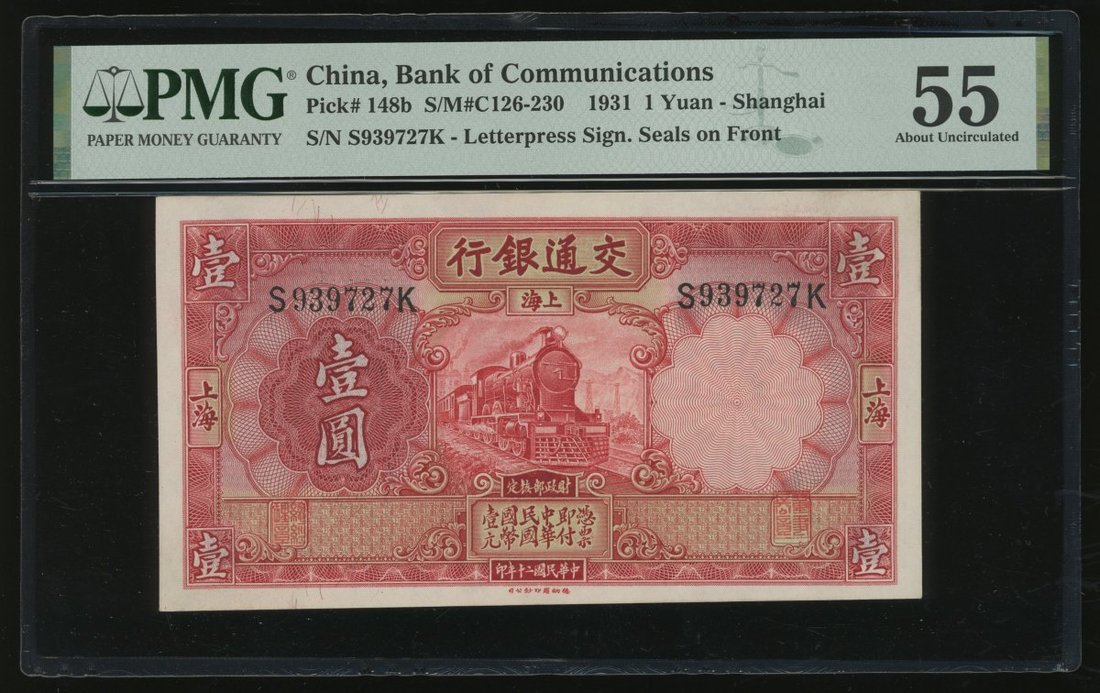 PMG®
PAPER MONEY GUARANTY
China, Bank of Communications
Pick# 148b S/M#C126-230 1931 1 Yuan - Shanghai
S/N S939727K - Letterpress Sign. Seals on Front
55
About Uncirculated
行銀通交
壹
壹
海上
S939727K
S939727K
壹圓
上海
上海
定核部政財
憑票
即付
中華
民國
國幣
壹元
壹
壹
印年十二國民華中